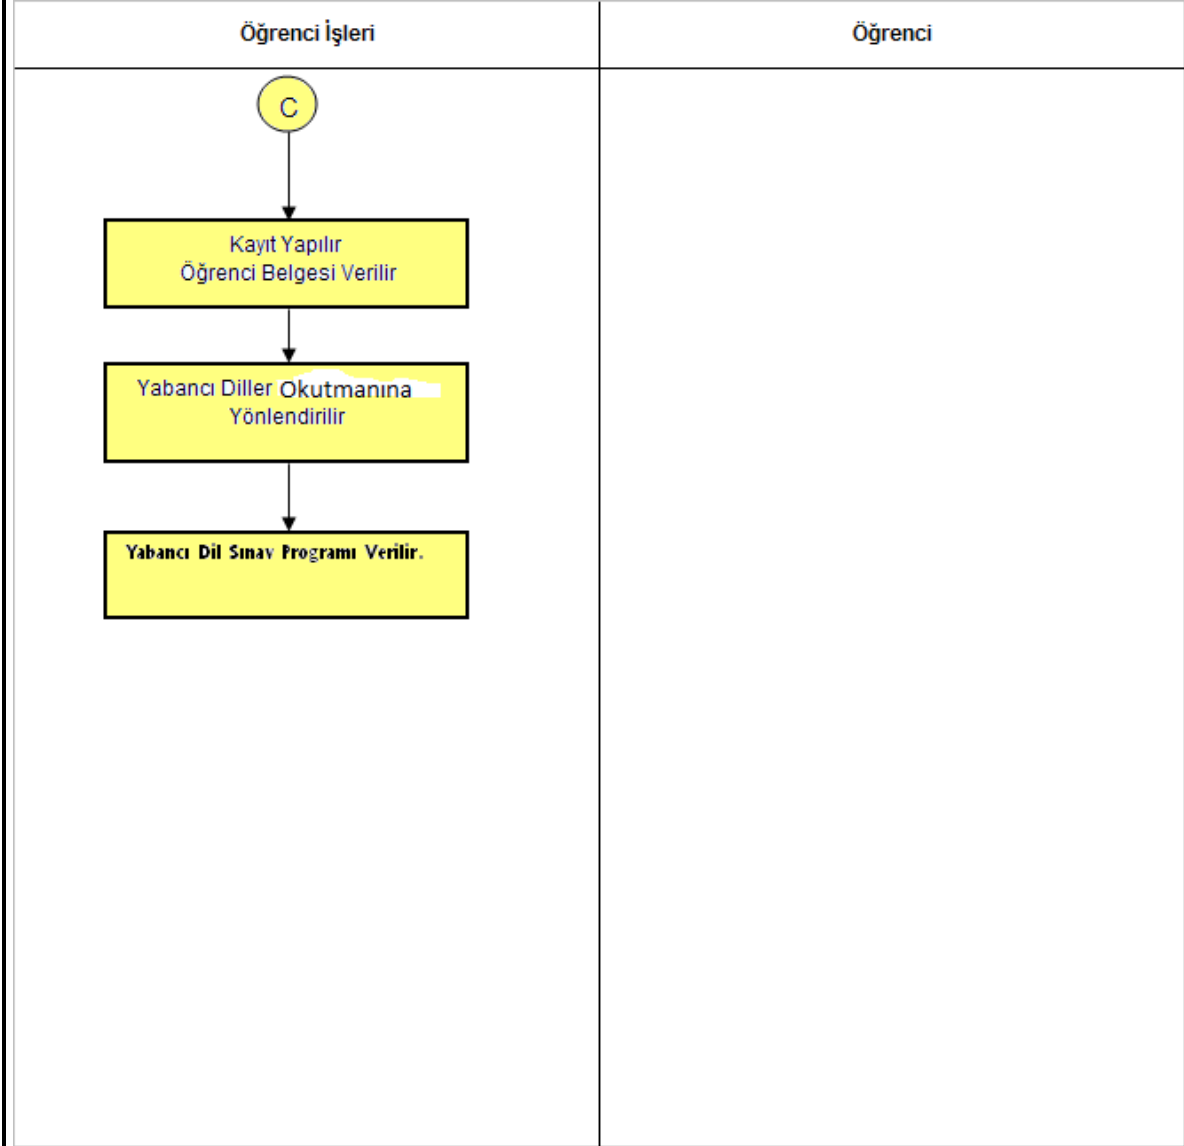 Öğrenci İşleri
Öğrenci
C
Kayıt Yapılır
Öğrenci Belgesi Verilir
Yabancı Diller Okutmanına
Yönlendirilir
Yabancı Dil Sınav Programı Verilir.